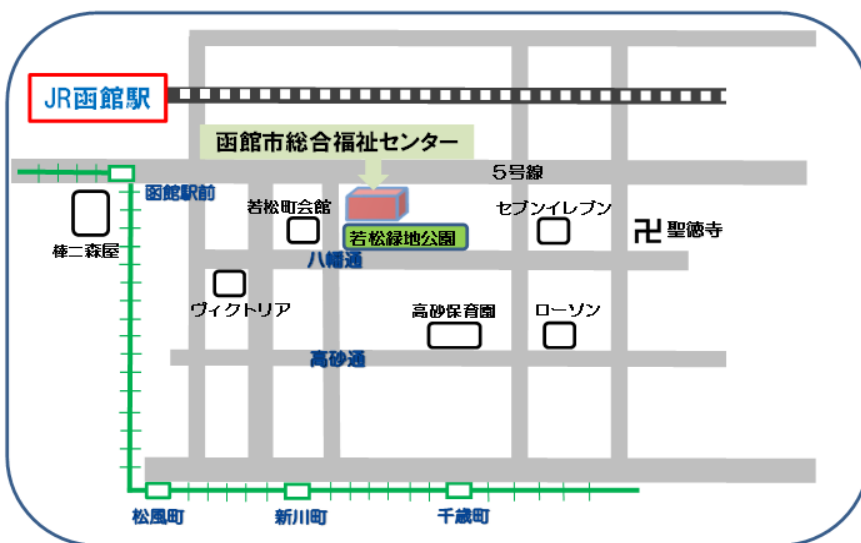 JR函館駅
函館市総合福祉センター
5号線
函館駅前
若松町会館
セブンイレブン
聖徳寺
棒二森屋
若松緑地公園
八幡通
ヴィクトリア
高砂保育園
ローソン
高砂通
松風町
新川町
千歳町